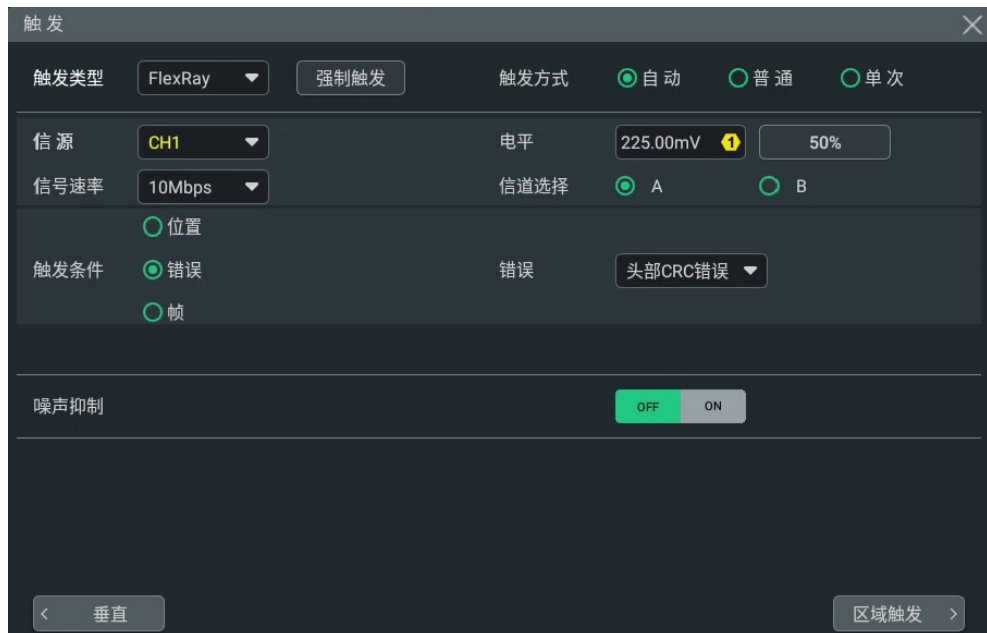 触发
触发类型 FlexRay 强制触发 触发方式 自动 普通 单次
信源 CH1 电平 225.00mV 1 50%
信号速率 10Mbps 信道选择 A B
位置
触发条件 错误 错误 头部CRC错误
帧
噪声抑制 OFF ON
< 垂直 区域触发 >